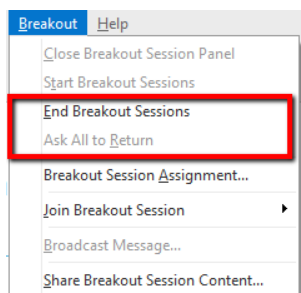 Breakout Help
Close Breakout Session Panel
Start Breakout Sessions
End Breakout Sessions
Ask All to Return
Breakout Session Assignment...
Join Breakout Session
Broadcast Message...
Share Breakout Session Content...